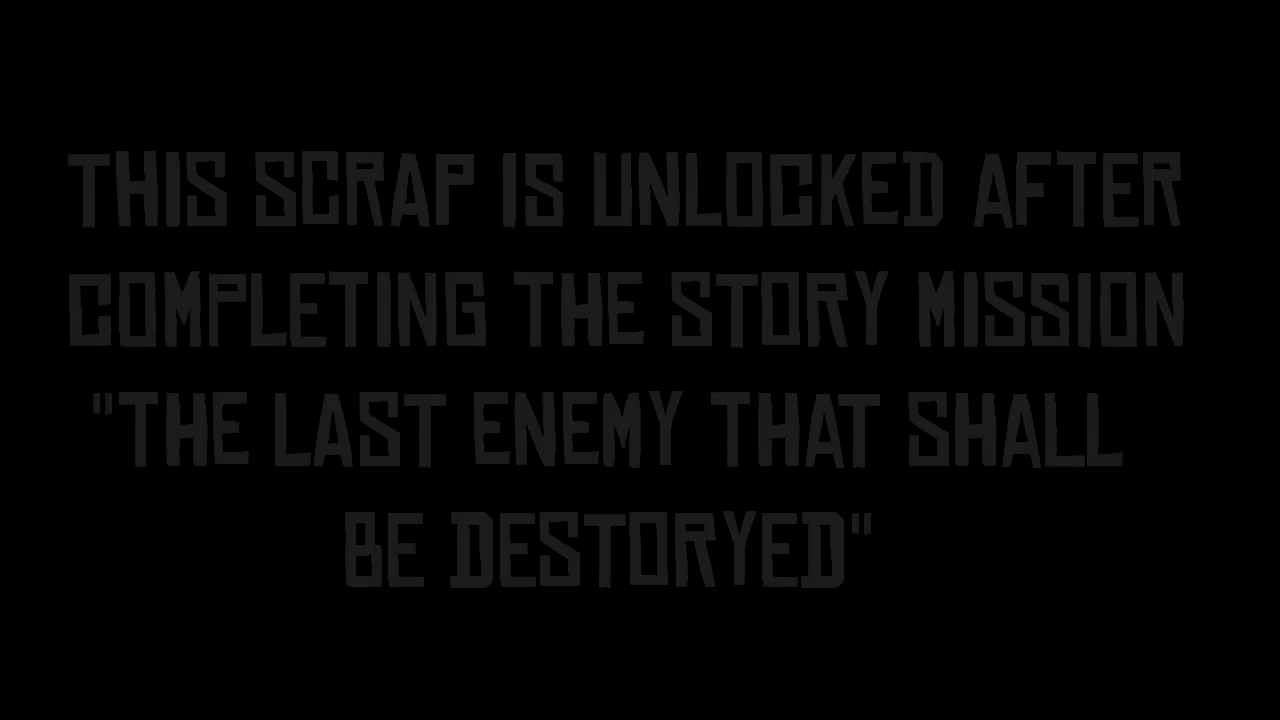 THIS SCRAP IS UNLOCKED AFTER
COMPLETING THE STORY MISSION
"THE LAST ENEMY THAT SHALL
BE DESTORYED"